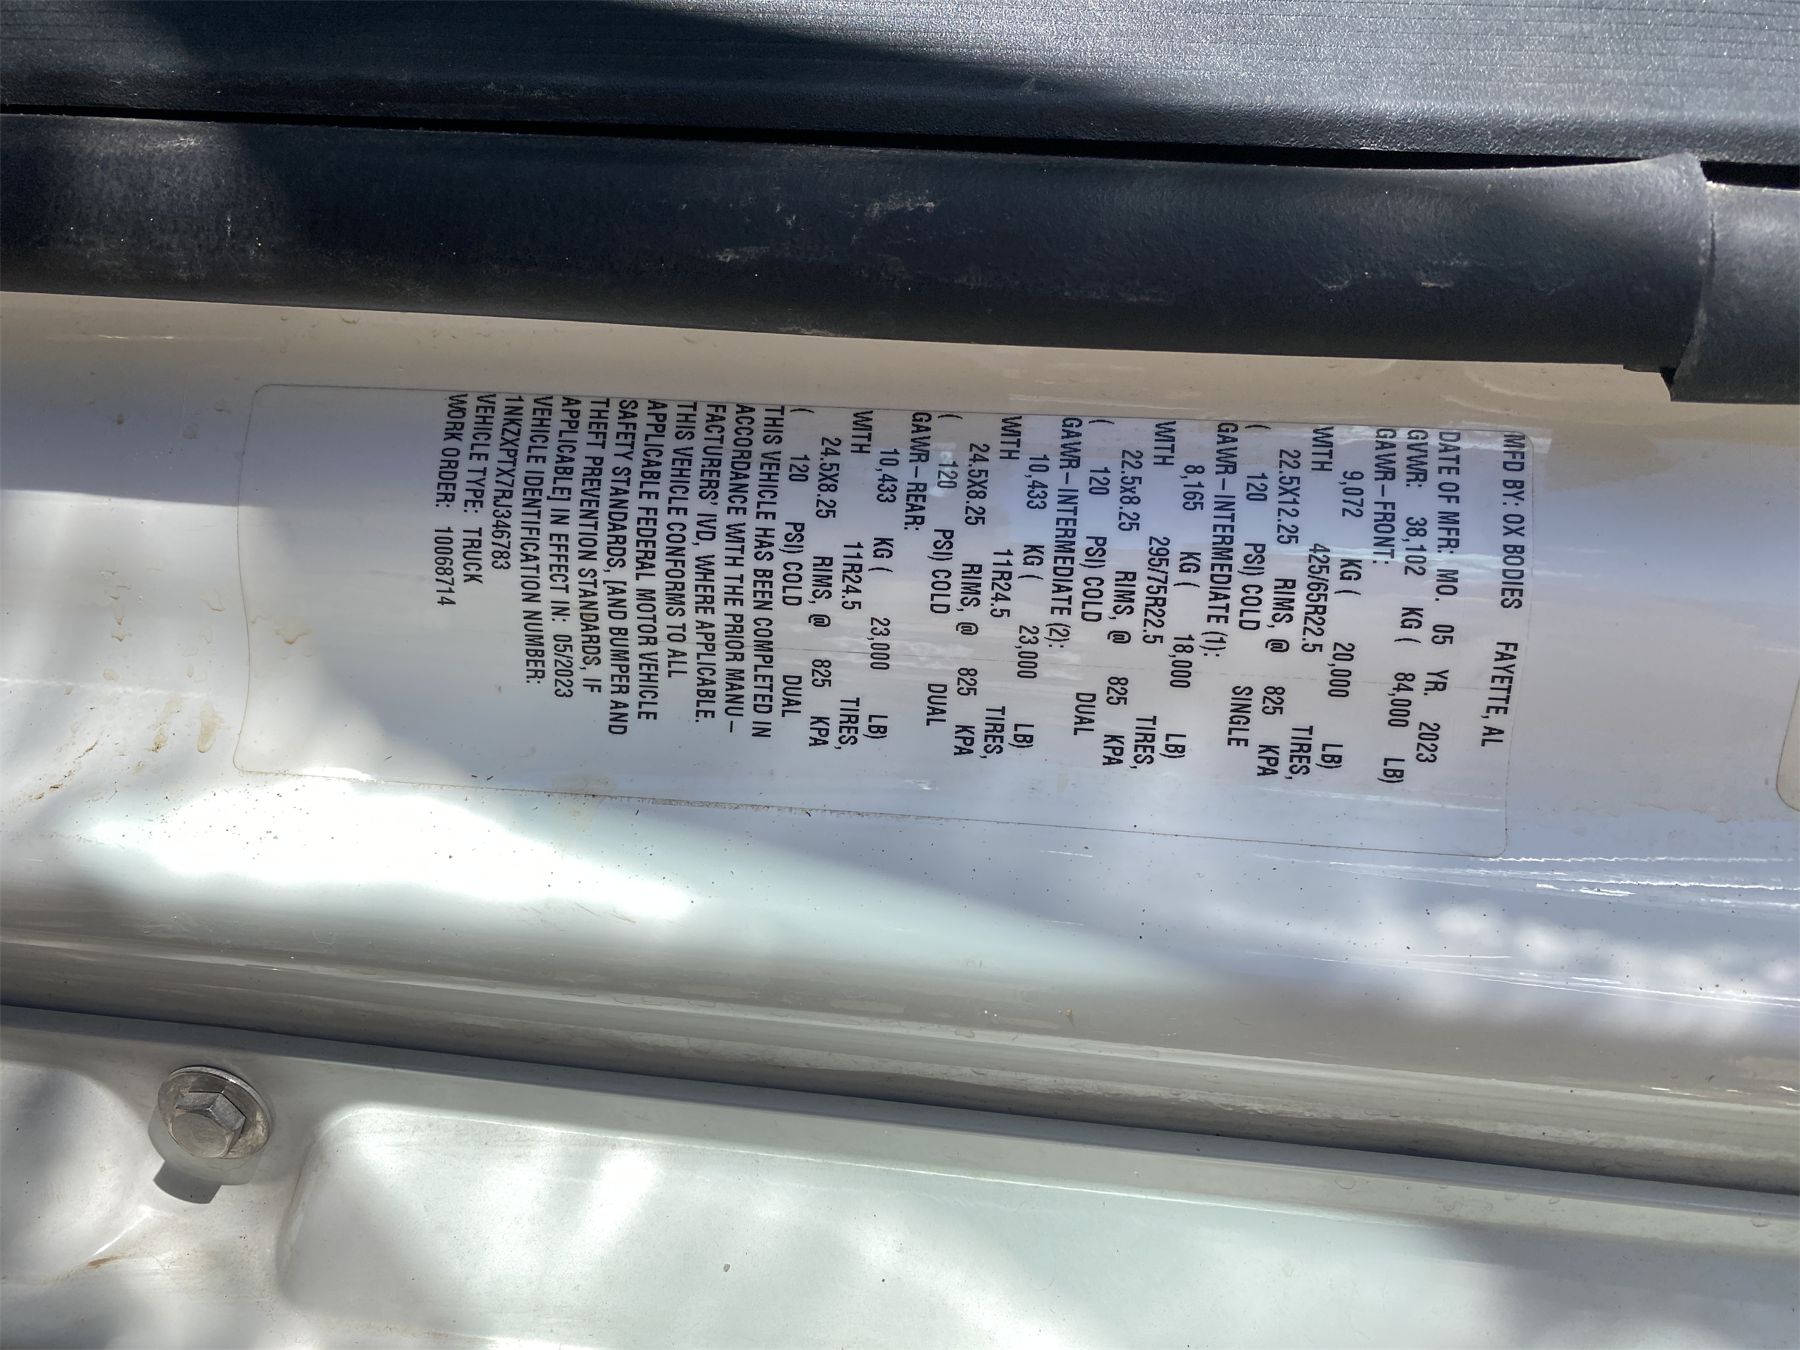 MFD BY: OX BODIES FAYETTE, AL
DATE OF MFR: MO. 05 YR. 2023
GVWR: 38,102 KG ( 84,000 LB)
GAWR – FRONT:
9,072 KG ( 20,000 LB)
WITH 425/65R22.5 TIRES,
22.5X12.25 RIMS, @ 825 KPA
( 120 PSI) COLD SINGLE
GAWR – INTERMEDIATE (1):
8,165 KG ( 18,000 LB)
WITH 295/75R22.5 TIRES,
22.5x8.25 RIMS, @ 825 KPA
( 120 PSI) COLD DUAL
GAWR – INTERMEDIATE (2):
10,433 KG ( 23,000 LB)
WITH 11R24.5 TIRES,
24.5X8.25 RIMS, @ 825 KPA
( 120 PSI) COLD DUAL
GAWR – REAR:
10,433 KG ( 23,000 LB)
WITH 11R24.5 TIRES,
24.5X8.25 RIMS, @ 825 KPA
( 120 PSI) COLD DUAL
THIS VEHICLE HAS BEEN COMPLETED IN
ACCORDANCE WITH THE PRIOR MANU –
FACTURERS' IVD, WHERE APPLICABLE.
THIS VEHICLE CONFORMS TO ALL
APPLICABLE FEDERAL MOTOR VEHICLE
SAFETY STANDARDS, [AND BUMPER AND
THEFT PREVENTION STANDARDS, IF
APPLICABLE] IN EFFECT IN: 05/2023
VEHICLE IDENTIFICATION NUMBER:
1NKZXPTX7RJ346783
VEHICLE TYPE: TRUCK
WORK ORDER: 10068714